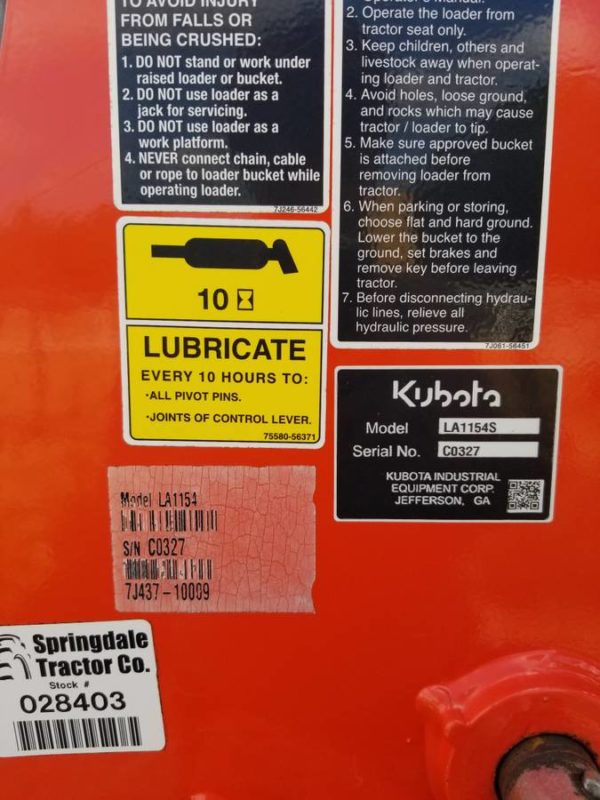 TO AVOID INJURY
FROM FALLS OR
BEING CRUSHED:
1. DO NOT stand or work under
raised loader or bucket.
2. DO NOT use loader as a
jack for servicing.
3. DO NOT use loader as a
work platform.
4. NEVER connect chain, cable
or rope to loader bucket while
operating loader.
7J246-56442
Operator's Manual.
2. Operate the loader from
tractor seat only.
3. Keep children, others and
livestock away when operat-
ing loader and tractor.
4. Avoid holes, loose ground,
and rocks which may cause
tractor / loader to tip.
5. Make sure approved bucket
is attached before
removing loader from
tractor.
6. When parking or storing,
choose flat and hard ground.
Lower the bucket to the
ground, set brakes and
remove key before leaving
tractor.
7. Before disconnecting hydrau-
lic lines, relieve all
hydraulic pressure.
7J061-56451
10
LUBRICATE
EVERY 10 HOURS TO:
·ALL PIVOT PINS.
·JOINTS OF CONTROL LEVER.
75580-56371
Kubota
Model LA1154S
Serial No. C0327
KUBOTA INDUSTRIAL
EQUIPMENT CORP.
JEFFERSON, GA
Model LA1154
S/N C0327
7J437-10009
Springdale
Tractor Co.
Stock #
028403